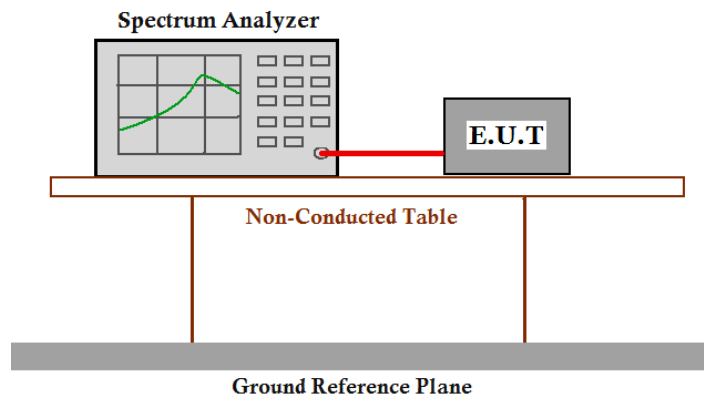 Spectrum Analyzer
E.U.T
Non-Conducted Table
Ground Reference Plane